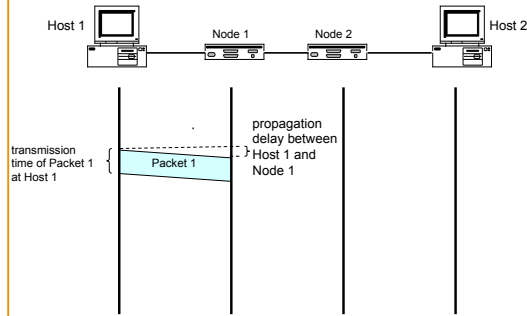 Host 1
Node 1
Node 2
Host 2
propagation
delay between
Host 1 and
Node 1
transmission
time of Packet 1
at Host 1
Packet 1